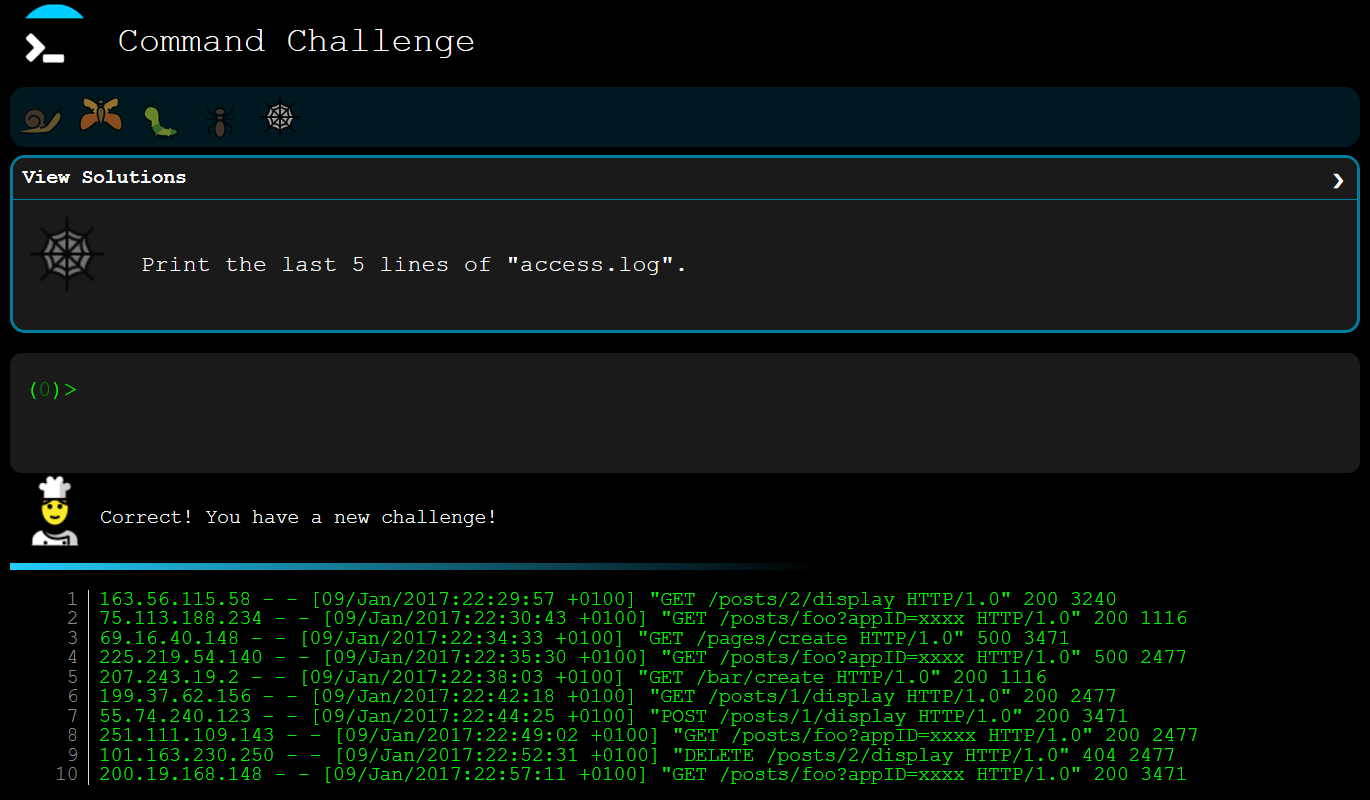 Command Challenge
View Solutions
Print the last 5 lines of "access.log".
(0)>
Correct! You have a new challenge!
1 163.56.115.58 - - [09/Jan/2017:22:29:57 +0100] "GET /posts/2/display HTTP/1.0" 200 3240
2 75.113.188.234 - - [09/Jan/2017:22:30:43 +0100] "GET /posts/foo?appID=xxxx HTTP/1.0" 200 1116
3 69.16.40.148 - - [09/Jan/2017:22:34:33 +0100] "GET /pages/create HTTP/1.0" 500 3471
4 225.219.54.140 - - [09/Jan/2017:22:35:30 +0100] "GET /posts/foo?appID=xxxx HTTP/1.0" 500 2477
5 207.243.19.2 - - [09/Jan/2017:22:38:03 +0100] "GET /bar/create HTTP/1.0" 200 1116
6 199.37.62.156 - - [09/Jan/2017:22:42:18 +0100] "GET /posts/1/display HTTP/1.0" 200 2477
7 55.74.240.123 - - [09/Jan/2017:22:44:25 +0100] "POST /posts/1/display HTTP/1.0" 200 3471
8 251.111.109.143 - - [09/Jan/2017:22:49:02 +0100] "GET /posts/foo?appID=xxxx HTTP/1.0" 200 2477
9 101.163.230.250 - - [09/Jan/2017:22:52:31 +0100] "DELETE /posts/2/display HTTP/1.0" 404 2477
10 200.19.168.148 - - [09/Jan/2017:22:57:11 +0100] "GET /posts/foo?appID=xxxx HTTP/1.0" 200 3471